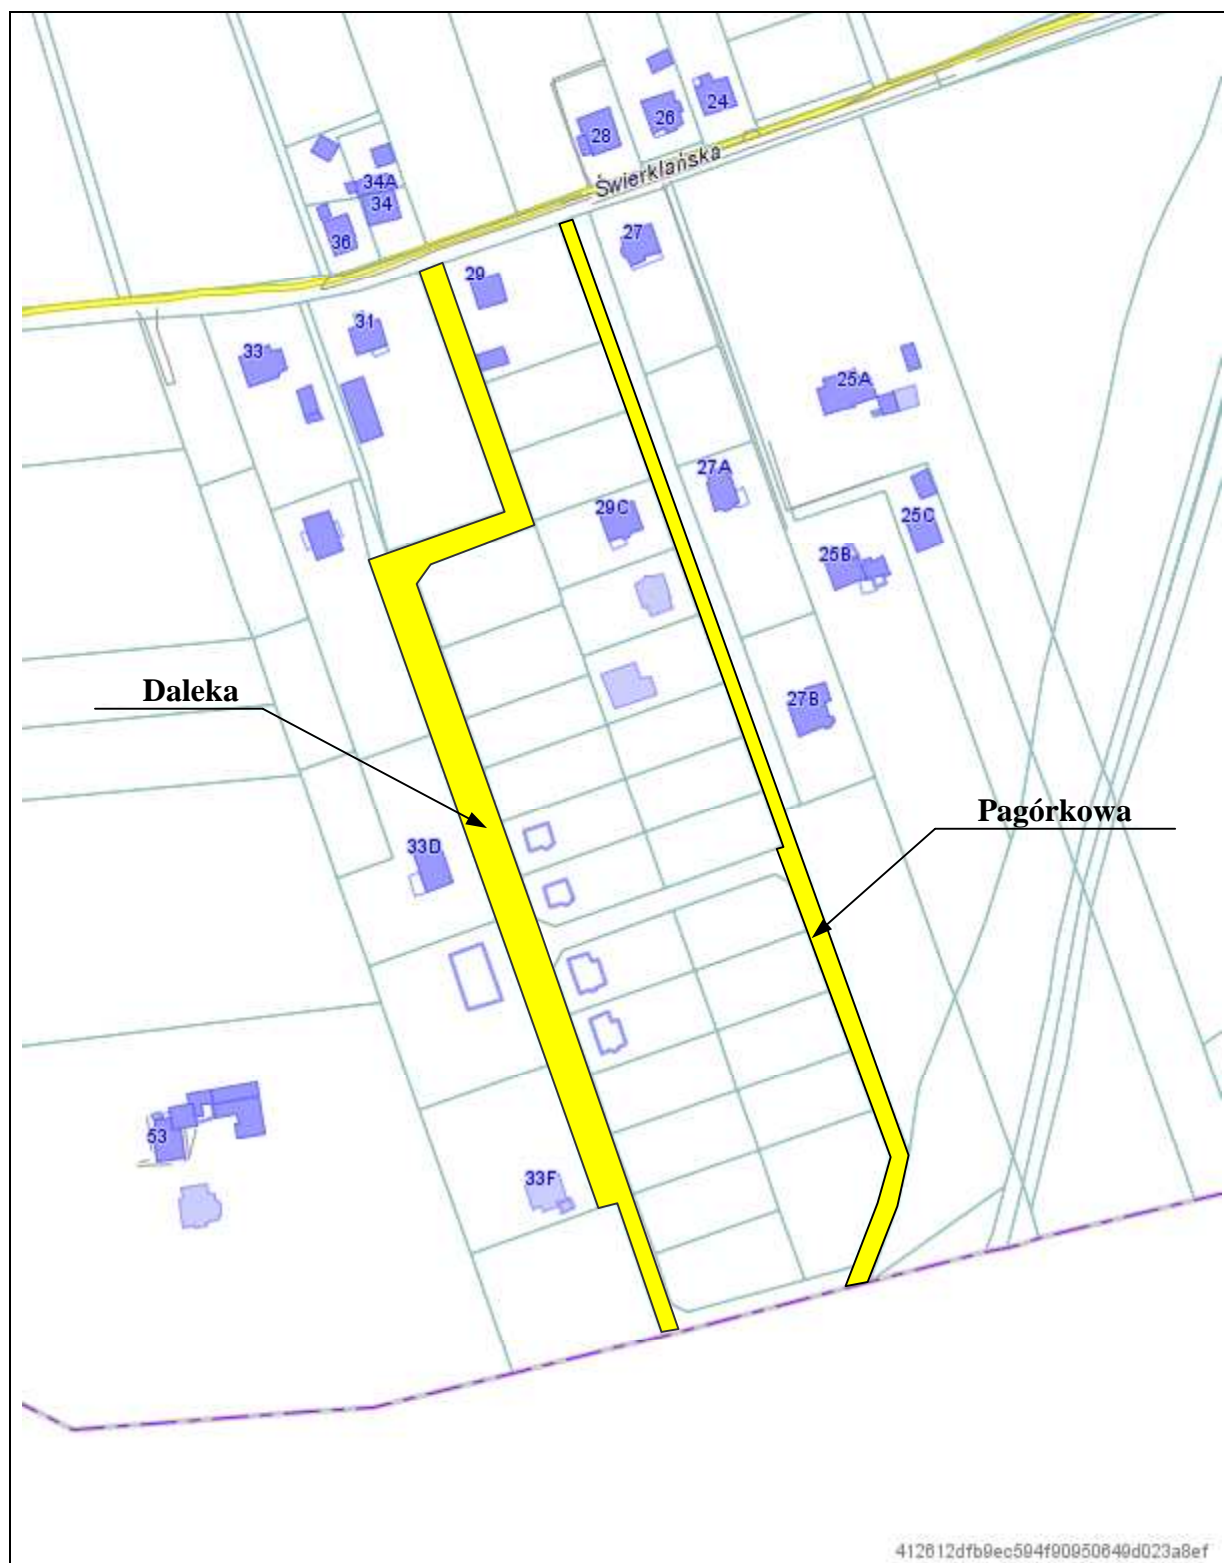 24
26
28
Świerklańska
34A
34
36
27
29
31
33
25A
27A
29C
25C
25B
Daleka
27B
Pagórkowa
33D
53
33F
412612dfb9ec594f90950649d023a8ef